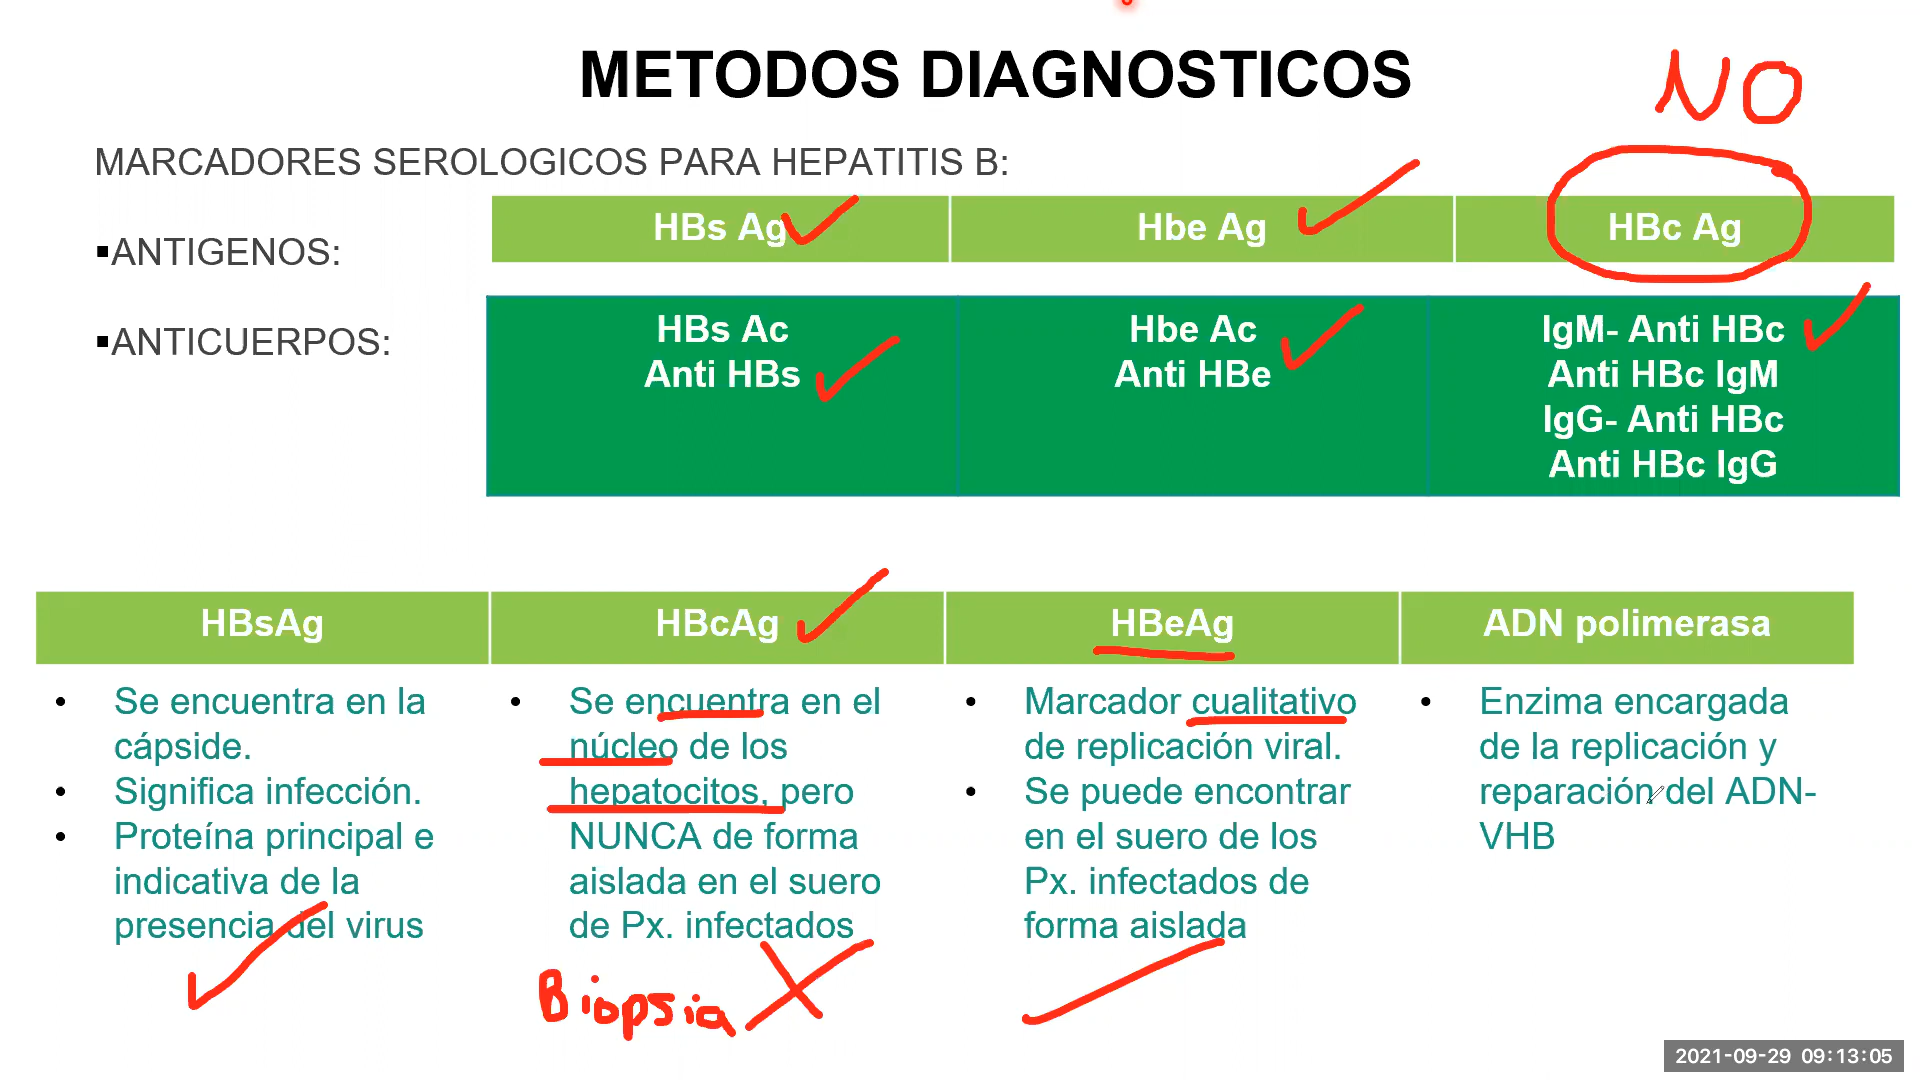 METODOS DIAGNOSTICOS
NO
MARCADORES SEROLOGICOS PARA HEPATITIS B:
▪ANTIGENOS:
HBs Ag
Hbe Ag
HBc Ag
▪ANTICUERPOS:
HBs Ac
Anti HBs
Hbe Ac
Anti HBe
IgM- Anti HBc
Anti HBc IgM
IgG- Anti HBc
Anti HBc IgG
HBsAg
• Se encuentra en la
cápside.
• Significa infección.
• Proteína principal e
indicativa de la
presencia del virus
HBcAg
• Se encuentra en el
núcleo de los
hepatocitos, pero
NUNCA de forma
aislada en el suero
de Px. infectados
Biopsia
HBeAg
• Marcador cualitativo
de replicación viral.
• Se puede encontrar
en el suero de los
Px. infectados de
forma aislada
ADN polimerasa
• Enzima encargada
de la replicación y
reparación del ADN-
VHB
2021-09-29 09:13:05